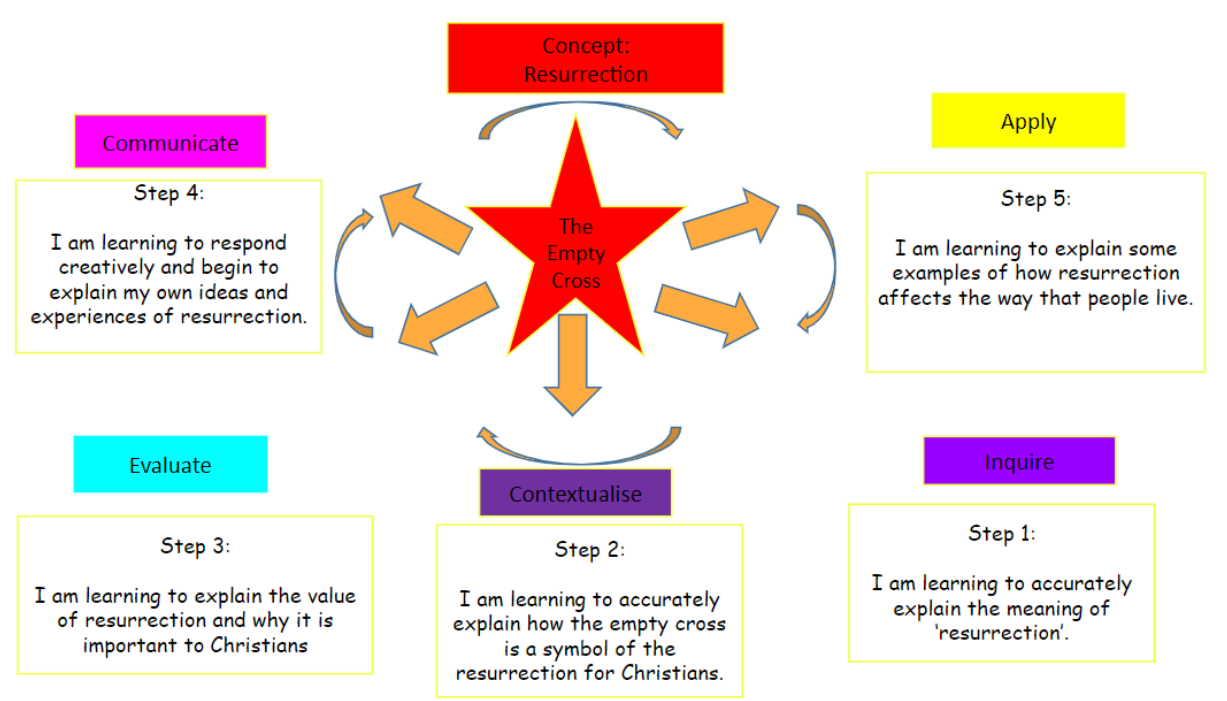 Concept:
Resurrection
Communicate
Step 4:
I am learning to respond
creatively and begin to
explain my own ideas and
experiences of resurrection.
The
Empty
Cross
Apply
Step 5:
I am learning to explain some
examples of how resurrection
affects the way that people live.
Evaluate
Step 3:
I am learning to explain the value
of resurrection and why it is
important to Christians
Contextualise
Step 2:
I am learning to accurately
explain how the empty cross
is a symbol of the
resurrection for Christians.
Inquire
Step 1:
I am learning to accurately
explain the meaning of
‘resurrection’.